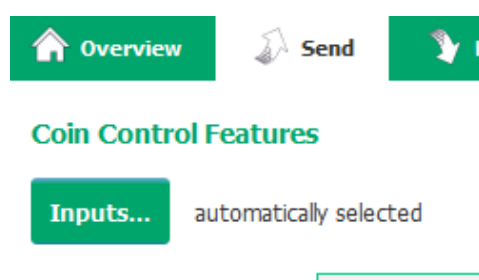 Overview Send
Coin Control Features
Inputs... automatically selected